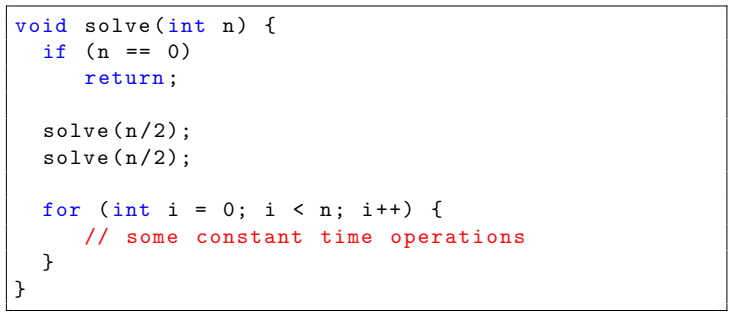 void solve(int n) {
  if (n == 0)
     return;

  solve(n/2);
  solve(n/2);

  for (int i = 0; i < n; i++) {
     // some constant time operations
  }
}